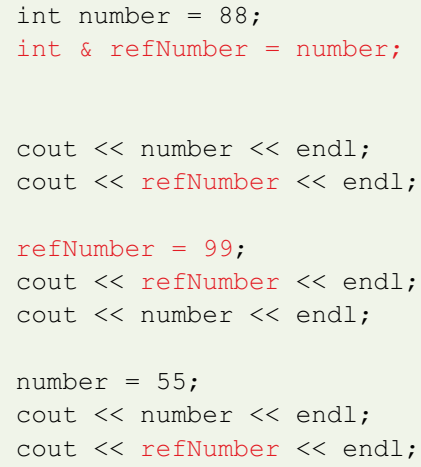 int number = 88;
int & refNumber = number;
cout << number << endl;
cout << refNumber << endl;
refNumber = 99;
cout << refNumber << endl;
cout << number << endl;
number = 55;
cout << number << endl;
cout << refNumber << endl;